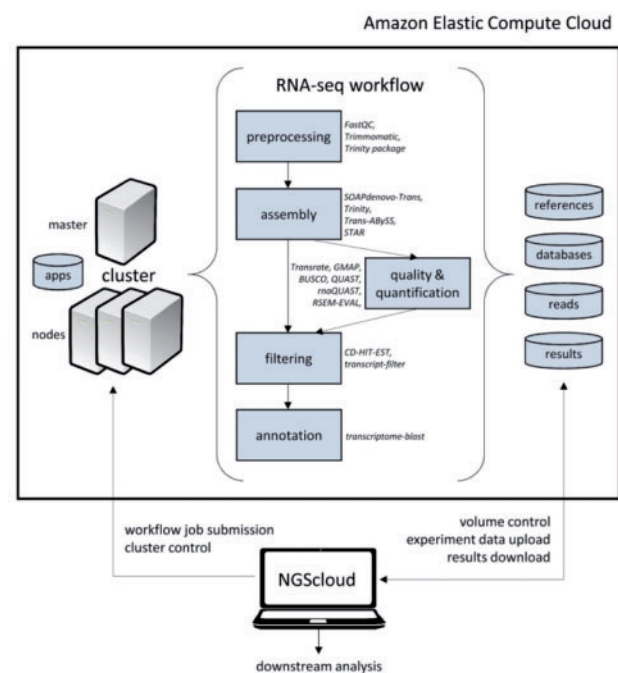 Amazon Elastic Compute Cloud
RNA-seq workflow
preprocessing
FastQC,
Trimmomatic,
Trinity package
assembly
SOAPdenovo-Trans,
Trinity,
Trans-ABySS,
STAR
Transrate, GMAP,
BUSCO, QUAST,
rnaQUAST,
RSEM-EVAL,
quality &
quantification
filtering
CD-HIT-EST,
transcript-filter
annotation
transcriptome-blast
master
apps
cluster
nodes
references
databases
reads
results
workflow job submission
cluster control
volume control
experiment data upload
results download
NGScloud
downstream analysis